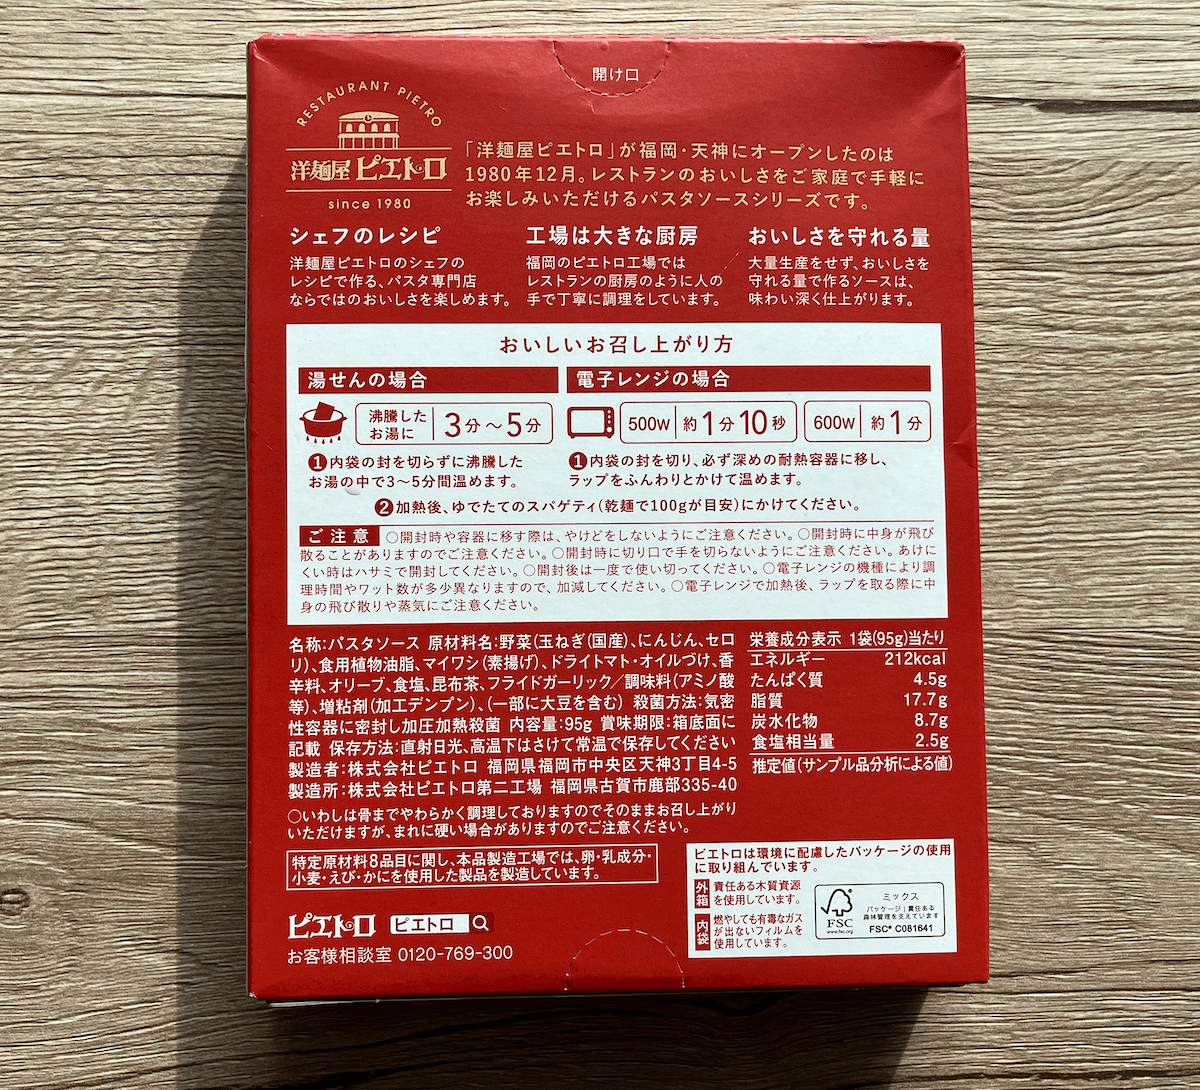 開け口
RESTAURANT PIETRO
洋麺屋 ピエトロ
since 1980
「洋麺屋ピエトロ」が福岡・天神にオープンしたのは
1980年12月。レストランのおいしさをご家庭で手軽に
お楽しみいただけるパスタソースシリーズです。
シェフのレシピ
洋麺屋ピエトロのシェフの
レシピで作る、パスタ専門店
ならではのおいしさを楽しめます。
工場は大きな厨房
福岡のピエトロ工場では
レストランの厨房のように人の
手で丁寧に調理をしています。
おいしさを守れる量
大量生産をせず、おいしさを
守れる量で作るソースは、
味わい深く仕上がります。
おいしいお召し上がり方
湯せんの場合
沸騰した
お湯に
3分〜5分
❶内袋の封を切らずに沸騰した
お湯の中で3〜5分間温めます。
電子レンジの場合
500w 約1分10秒
600w 約1分
❶内袋の封を切り、必ず深めの耐熱容器に移し、
ラップをふんわりとかけて温めます。
❷加熱後、ゆでたてのスパゲティ(乾麺で100gが目安)にかけてください。
ご注意 ○開封時や容器に移す際は、やけどをしないようにご注意ください。○開封時に中身が飛び
散ることがありますのでご注意ください。○開封時に切り口で手を切らないようにご注意ください。あけに
くい時はハサミで開封してください。○開封後は一度で使い切ってください。○電子レンジの機種により調
理時間やワット数が多少異なりますので、加減してください。○電子レンジで加熱後、ラップを取る際に中
身の飛び散りや蒸気にご注意ください。
名称:パスタソース 原材料名:野菜(玉ねぎ(国産)、にんじん、セロ
リ)、食用植物油脂、マイワシ(素揚げ)、ドライトマト・オイルづけ、香
辛料、オリーブ、食塩、昆布茶、フライドガーリック／調味料(アミノ酸
等)、増粘剤(加工デンプン)、(一部に大豆を含む) 殺菌方法:気密
性容器に密封し加圧加熱殺菌 内容量:95g 賞味期限:箱底面に
記載 保存方法:直射日光、高温下はさけて常温で保存してください
製造者:株式会社ピエトロ 福岡県福岡市中央区天神3丁目4-5
製造所:株式会社ピエトロ第二工場 福岡県古賀市鹿部335-40
○いわしは骨までやわらかく調理しておりますのでそのままお召し上がり
いただけますが、まれに硬い場合がありますのでご注意ください。
栄養成分表示 1袋(95g)当たり
エネルギー 212kcal
たんぱく質 4.5g
脂質 17.7g
炭水化物 8.7g
食塩相当量 2.5g
推定値(サンプル品分析による値)
特定原材料8品目に関し、本品製造工場では、卵・乳成分・
小麦・えび・かにを使用した製品を製造しています。
ピエトロ ピエトロ
お客様相談室 0120-769-300
ピエトロは環境に配慮したパッケージの使用
に取り組んでいます。
外箱 責任ある木質資源
を使用しています。
内袋 燃やしても有毒なガス
が出ないフィルムを
使用しています。
FSC
www.fsc.org
ミックス
パッケージ|責任ある
森林管理を支えています
FSC® C081641